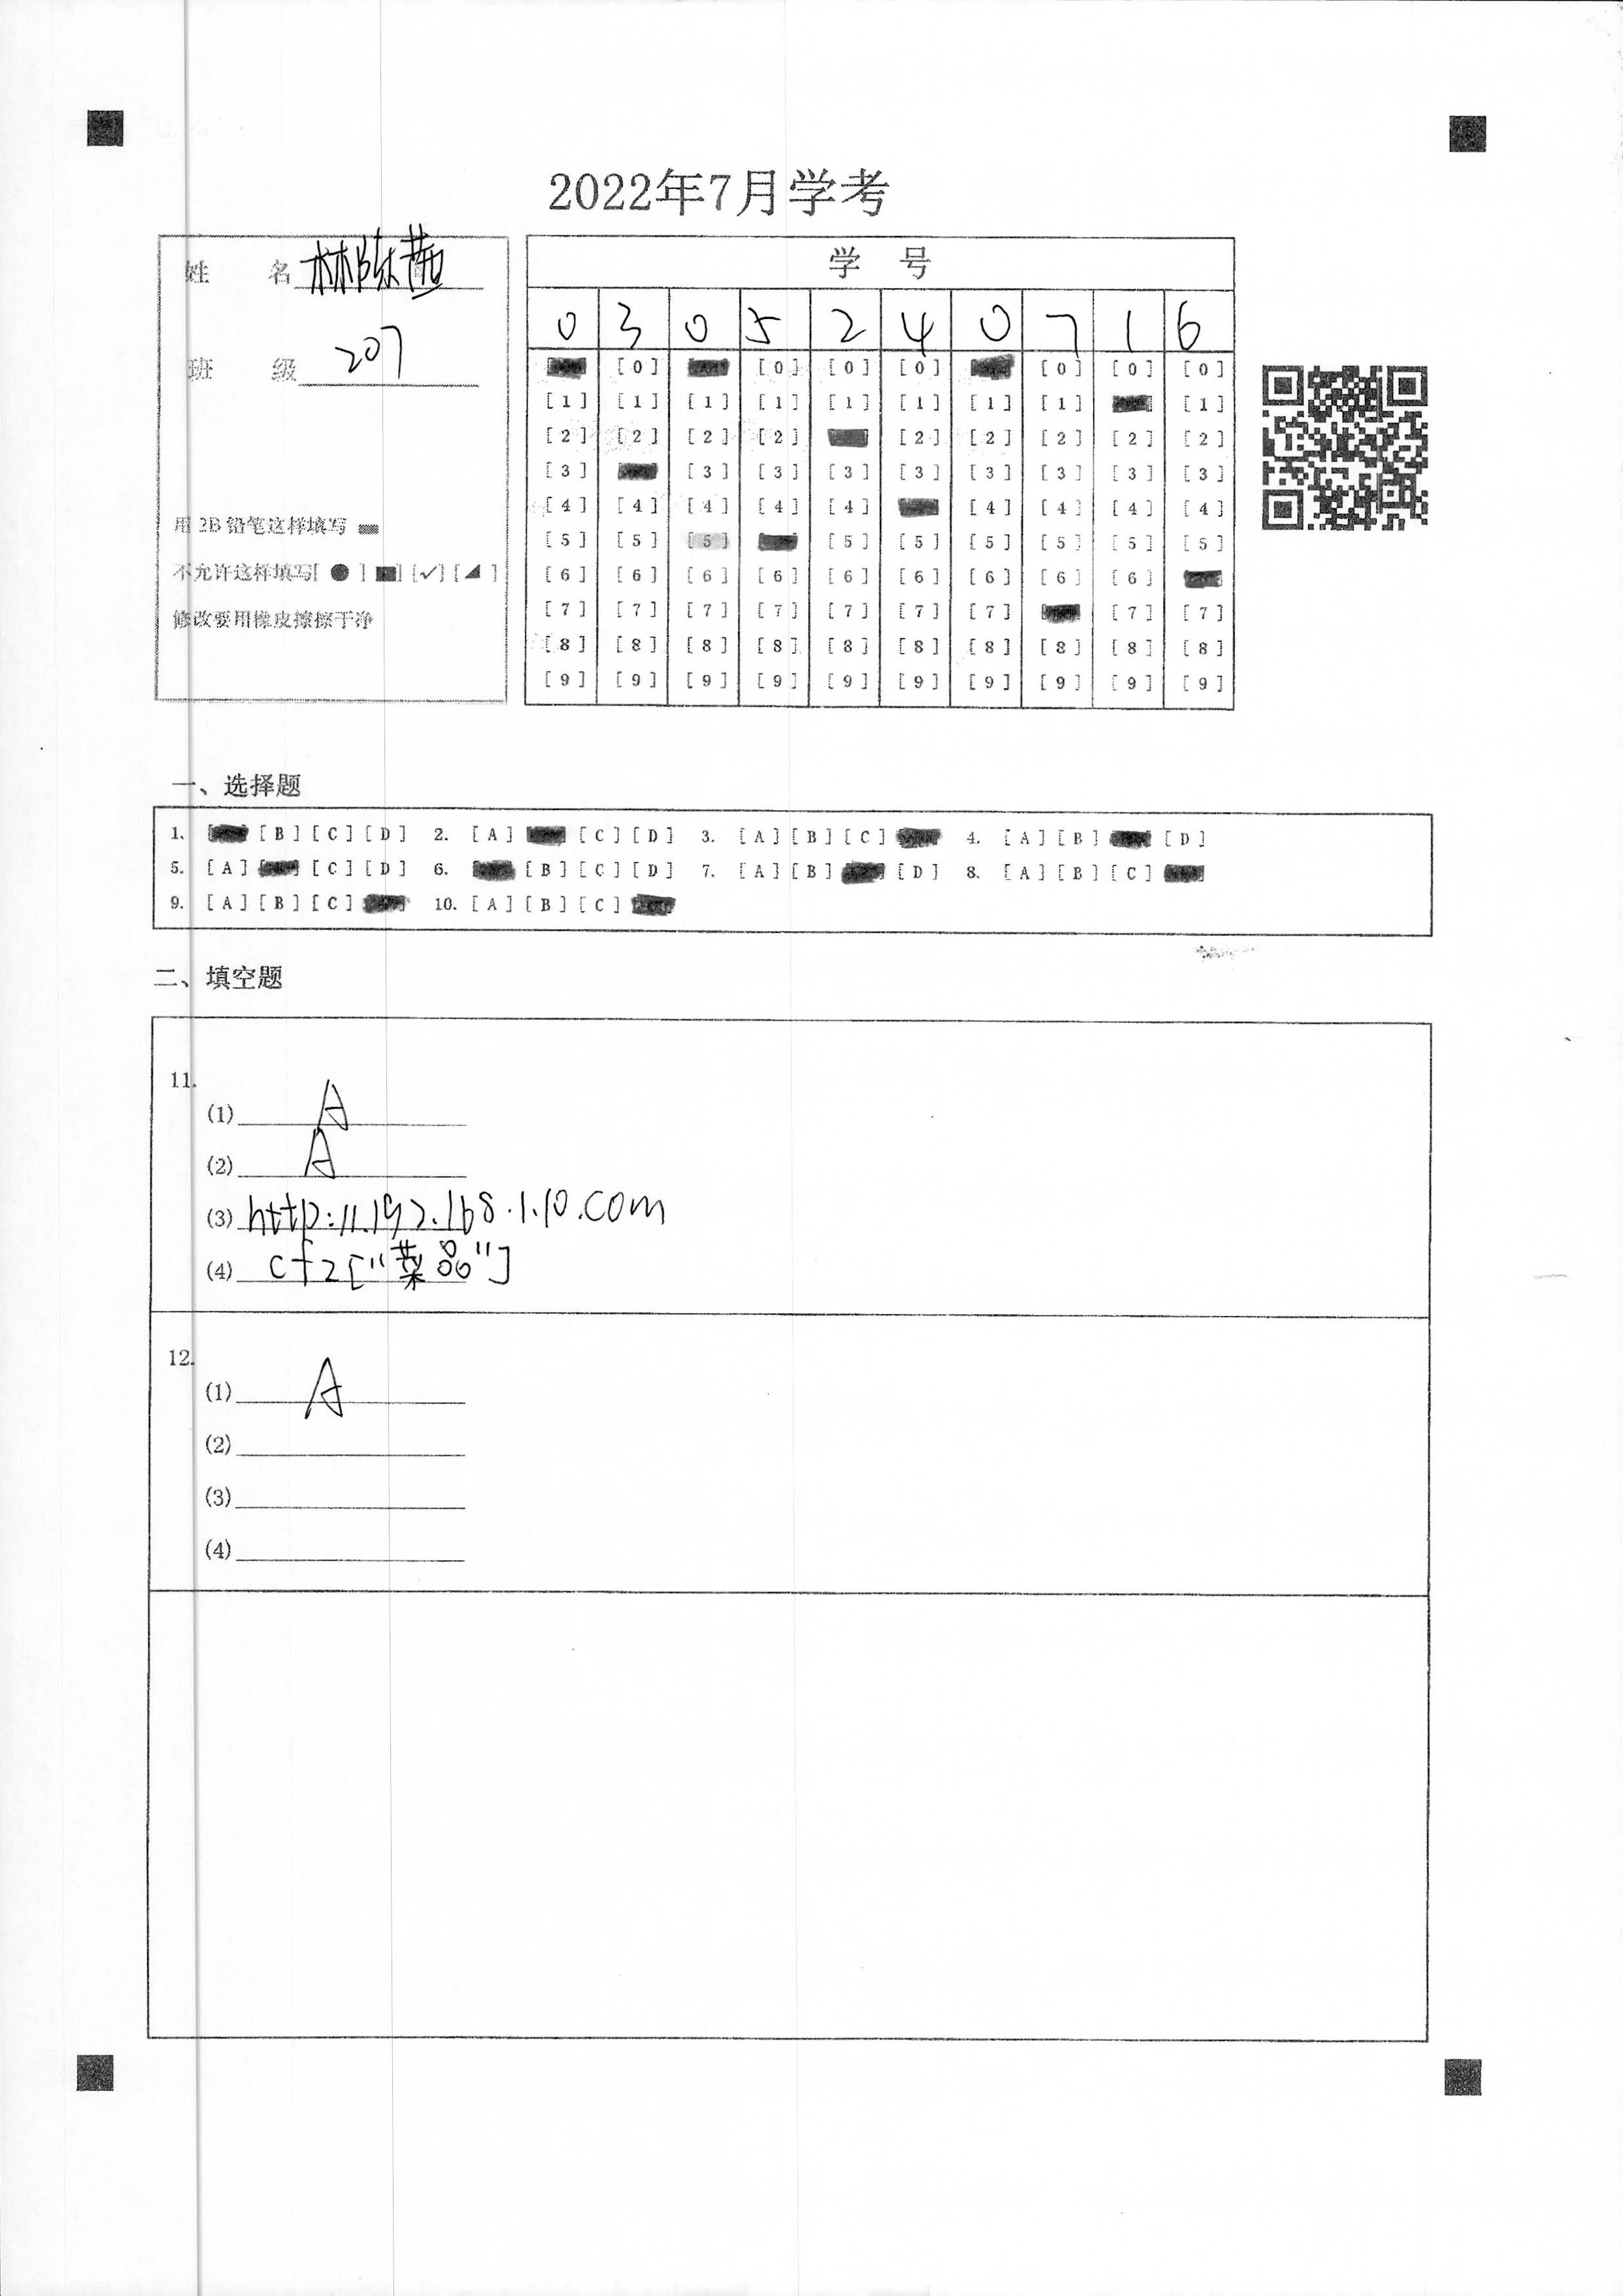 2022年7月学考
姓 名 林陈茜
班 级 207
用 2B 铅笔这样填写
不允许这样填写[ ● ] [■] [✓] [◢ ]
修改要用橡皮擦擦干净
学 号
0 3 0 5 2 4 0 7 1 6
[0] [0] [0] [0] [0] [0] [0]
[1] [1] [1] [1] [1] [1] [1] [1] [1]
[2] [2] [2] [2] [2] [2] [2] [2] [2]
[3] [3] [3] [3] [3] [3] [3] [3] [3]
[4] [4] [4] [4] [4] [4] [4] [4] [4]
[5] [5] [5] [5] [5] [5] [5] [5] [5]
[6] [6] [6] [6] [6] [6] [6] [6] [6]
[7] [7] [7] [7] [7] [7] [7] [7] [7]
[8] [8] [8] [8] [8] [8] [8] [8] [8] [8]
[9] [9] [9] [9] [9] [9] [9] [9] [9] [9]
一、选择题
1. [B] [C] [D] 2. [A] [C] [D] 3. [A] [B] [C] 4. [A] [B] [D]
5. [A] [C] [D] 6. [B] [C] [D] 7. [A] [B] [D] 8. [A] [B] [C]
9. [A] [B] [C] 10. [A] [B] [C]
二、填空题
11.
(1) A
(2) A
(3) http://.192.168.1.10.com
(4) cf2["菜品"]
12.
(1) A
(2)
(3)
(4)